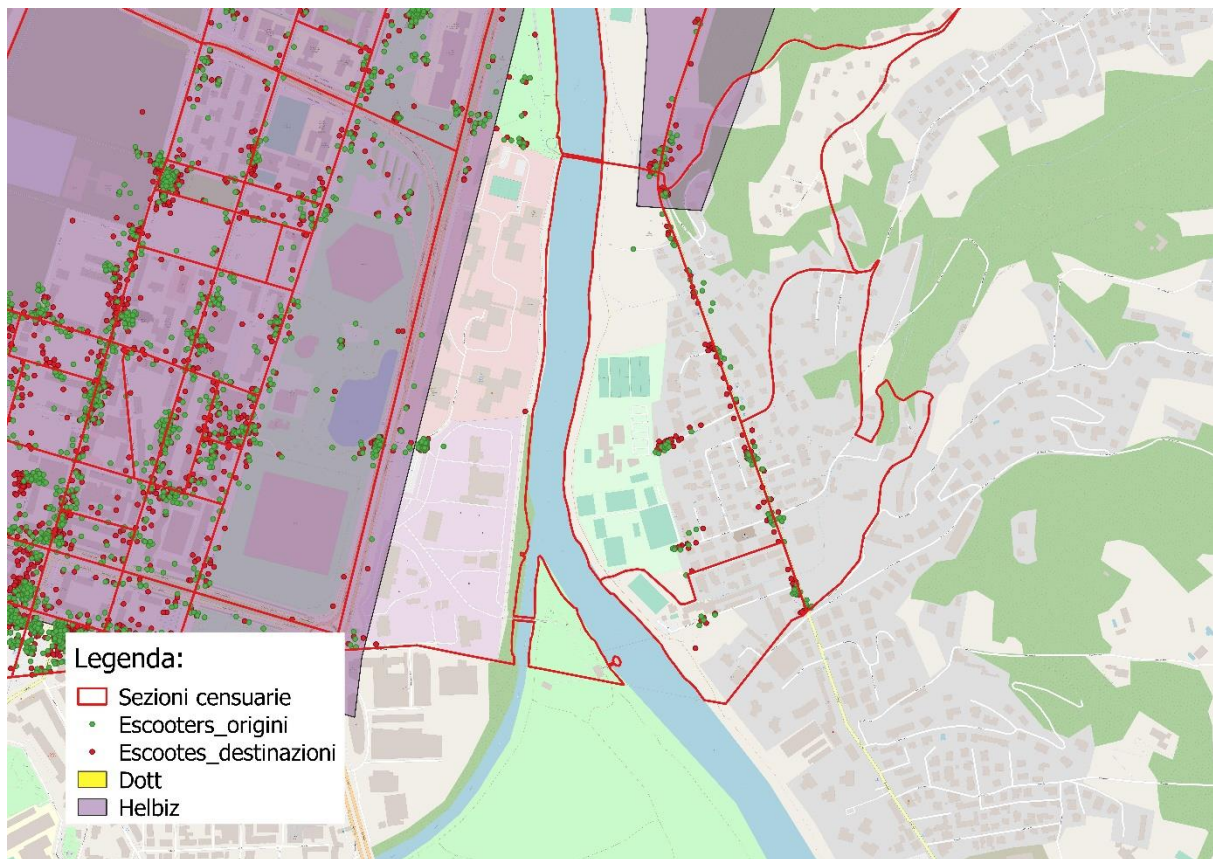 Legenda:
Sezioni censuarie
Escooters_origini
Escootes_destinazioni
Dott
Helbiz